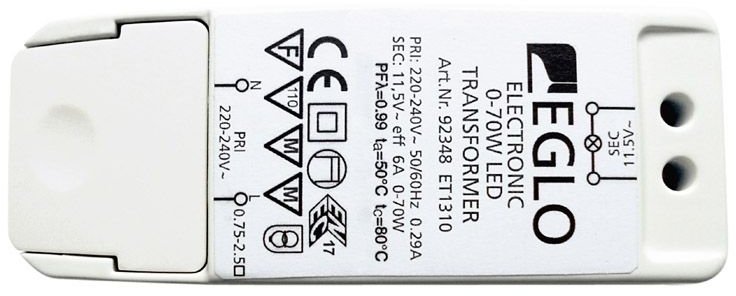 EGLO
ELECTRONIC
0-70W LED
TRANSFORMER
Art.Nr. 92348 ET1310
PRI: 220-240V~ 50/60Hz 0.29A
SEC: 11,5V~ eff 6A 0-70W
PFλ=0.99 ta=50°C tc=80°C
CE
17
F
110
M
M
N
PRI
220-240V~
L
0.75-2.5
SEC
11.5V~